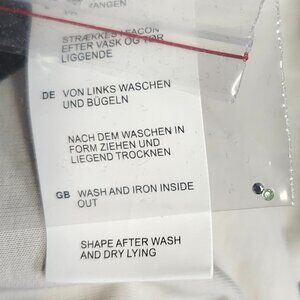 STRÆKKES I FACON
EFTER VASK OG TØR
LIGGENDE
DE VON LINKS WASCHEN
UND BÜGELN
NACH DEM WASCHEN IN
FORM ZIEHEN UND
LIEGEND TROCKNEN
GB WASH AND IRON INSIDE
OUT
SHAPE AFTER WASH
AND DRY LYING